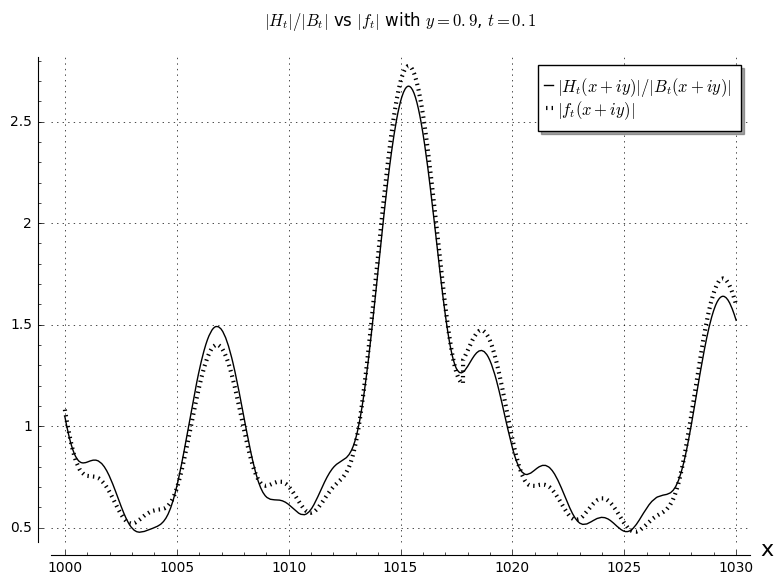 |H_t|/|B_t| vs |f_t| with y=0.9, t=0.1
|H_t(x+iy)|/|B_t(x+iy)|
|f_t(x+iy)|
2.5
2
1.5
1
0.5
1000 1005 1010 1015 1020 1025 1030
x